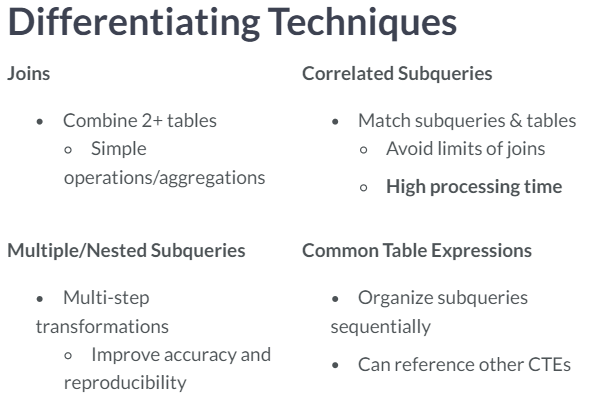 Differentiating Techniques
Joins
• Combine 2+ tables
○ Simple
operations/aggregations
Correlated Subqueries
• Match subqueries & tables
○ Avoid limits of joins
○ High processing time
Multiple/Nested Subqueries
• Multi-step
transformations
○ Improve accuracy and
reproducibility
Common Table Expressions
• Organize subqueries
sequentially
• Can reference other CTEs